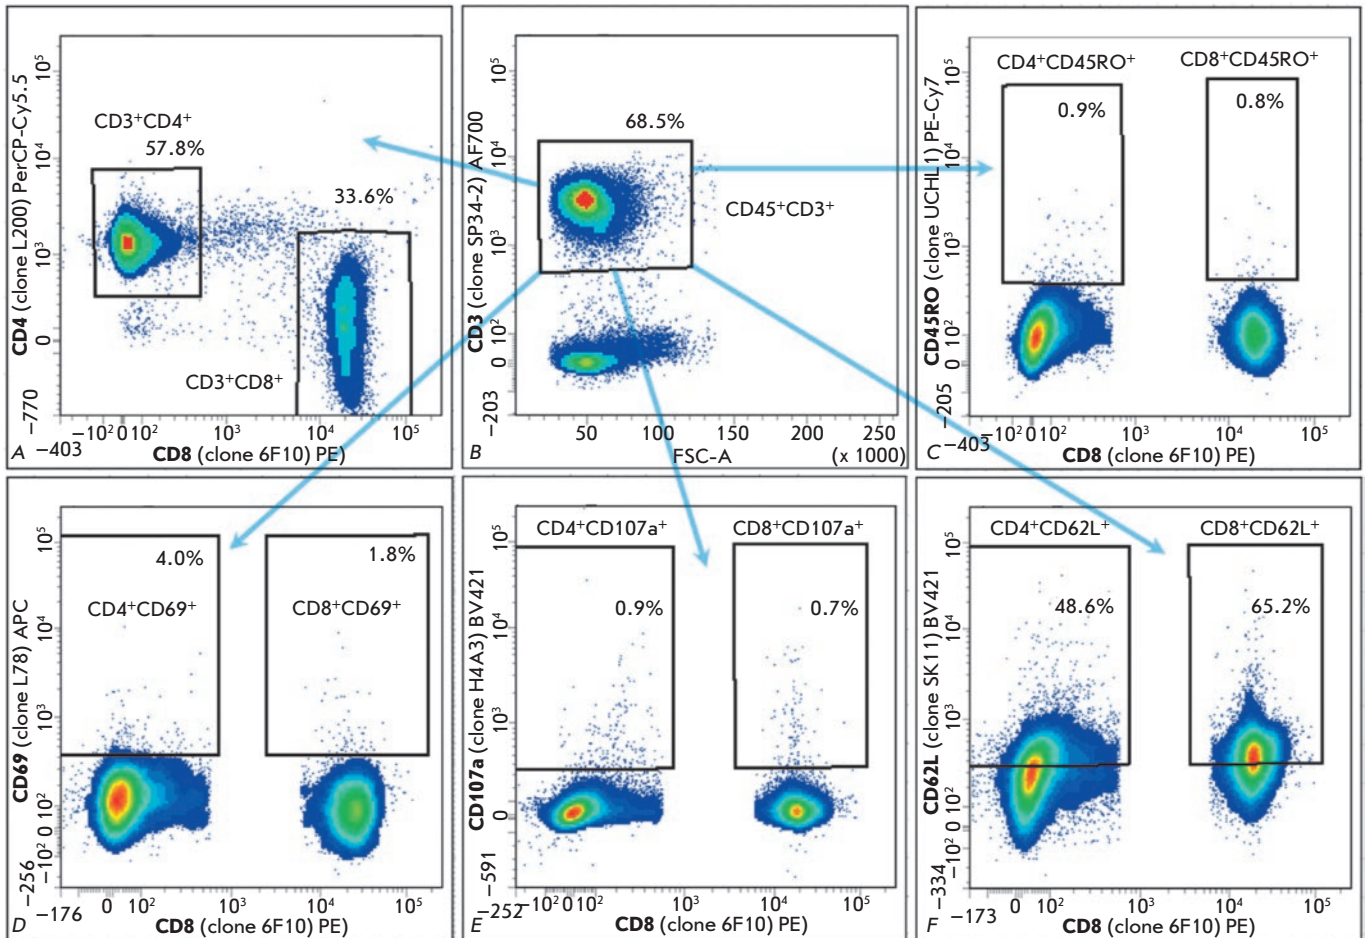 CD4 (clone L200) PerCP-Cy5.5
10⁵
10⁴
10³
0
−770
CD3⁺CD4⁺
57.8%
33.6%
CD3⁺CD8⁺
A
−403
−10² 0 10²
10³
10⁴
10⁵
CD8 (clone 6F10) PE)
CD3 (clone SP34-2) AF700
10⁵
10⁴
10³
0 10²
−203
68.5%
CD45⁺CD3⁺
B
50 100 150 200 250
FSC-A (x 1000)
CD45RO (clone UCHL1) PE-Cy7
10⁵
10⁴
10³
0 10²
−205
CD4⁺CD45RO⁺
0.9%
CD8⁺CD45RO⁺
0.8%
C
−403
−10² 0 10²
10³
10⁴
10⁵
CD8 (clone 6F10) PE)
CD69 (clone L78) APC
10⁵
10⁴
10³
−10² 0 10²
−256
4.0%
CD4⁺CD69⁺
1.8%
CD8⁺CD69⁺
D
−176
0 10² 10³ 10⁴ 10⁵
CD8 (clone 6F10) PE)
CD107a (clone H4A3) BV421
10⁵
10⁴
10³
0
−591
CD4⁺CD107a⁺
0.9%
CD8⁺CD107a⁺
0.7%
E
−252
−10² 0 10²
10³
10⁴
10⁵
CD8 (clone 6F10) PE)
CD62L (clone SK11) BV421
10⁵
10⁴
10³
−10² 0 10²
−334
CD4⁺CD62L⁺
48.6%
CD8⁺CD62L⁺
65.2%
F
−173
0 10² 10³ 10⁴ 10⁵
CD8 (clone 6F10) PE)